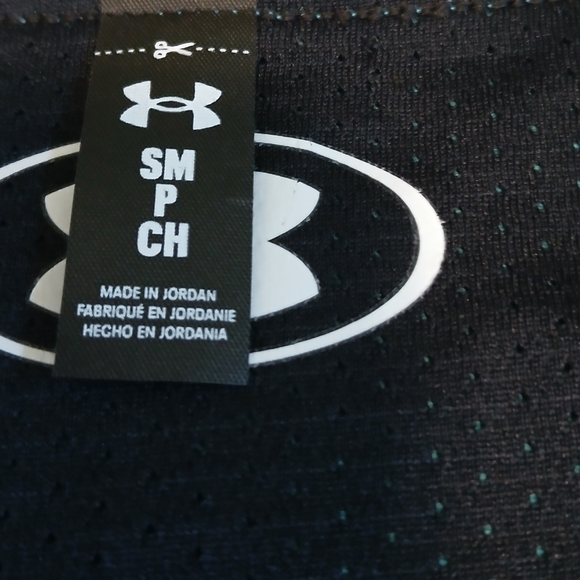 SM
P
CH
MADE IN JORDAN
FABRIQUÉ EN JORDANIE
HECHO EN JORDANIA